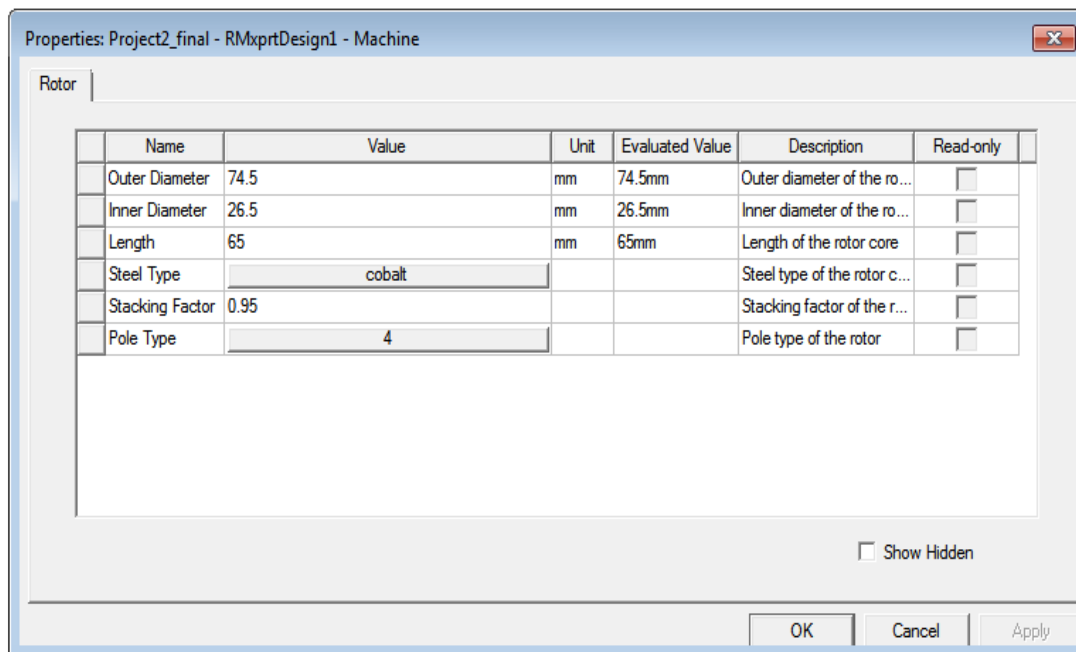 Properties: Project2_final - RMxprtDesign1 - Machine
Rotor
Name Value Unit Evaluated Value Description Read-only
Outer Diameter 74.5 mm 74.5mm Outer diameter of the ro...
Inner Diameter 26.5 mm 26.5mm Inner diameter of the ro...
Length 65 mm 65mm Length of the rotor core
Steel Type cobalt Steel type of the rotor c...
Stacking Factor 0.95 Stacking factor of the r...
Pole Type 4 Pole type of the rotor
Show Hidden
OK Cancel Apply